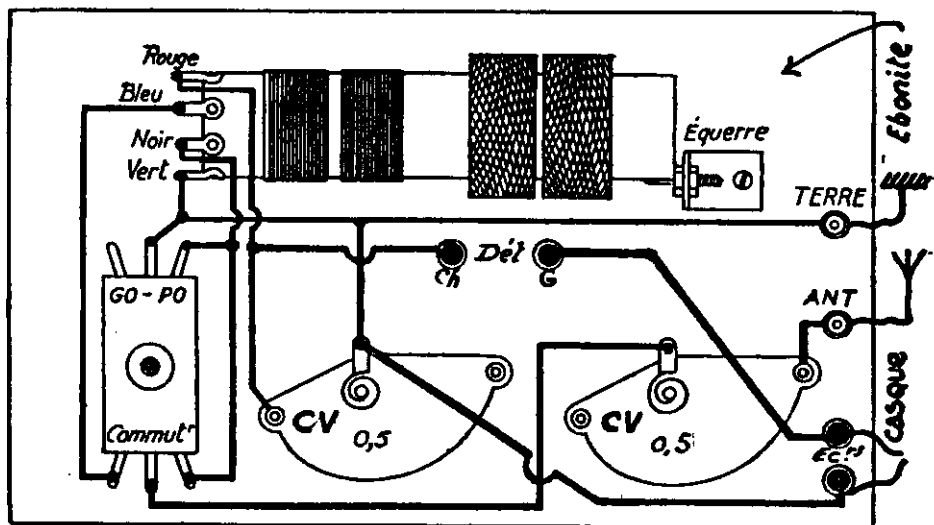 Rouge
Bleu
Noir
Vert
Équerre
Ebonite
TERRE
Ch Dét G
GO-PO
ANT
Commutr
CV 0,5
CV 0,5
Casque
Ectrs